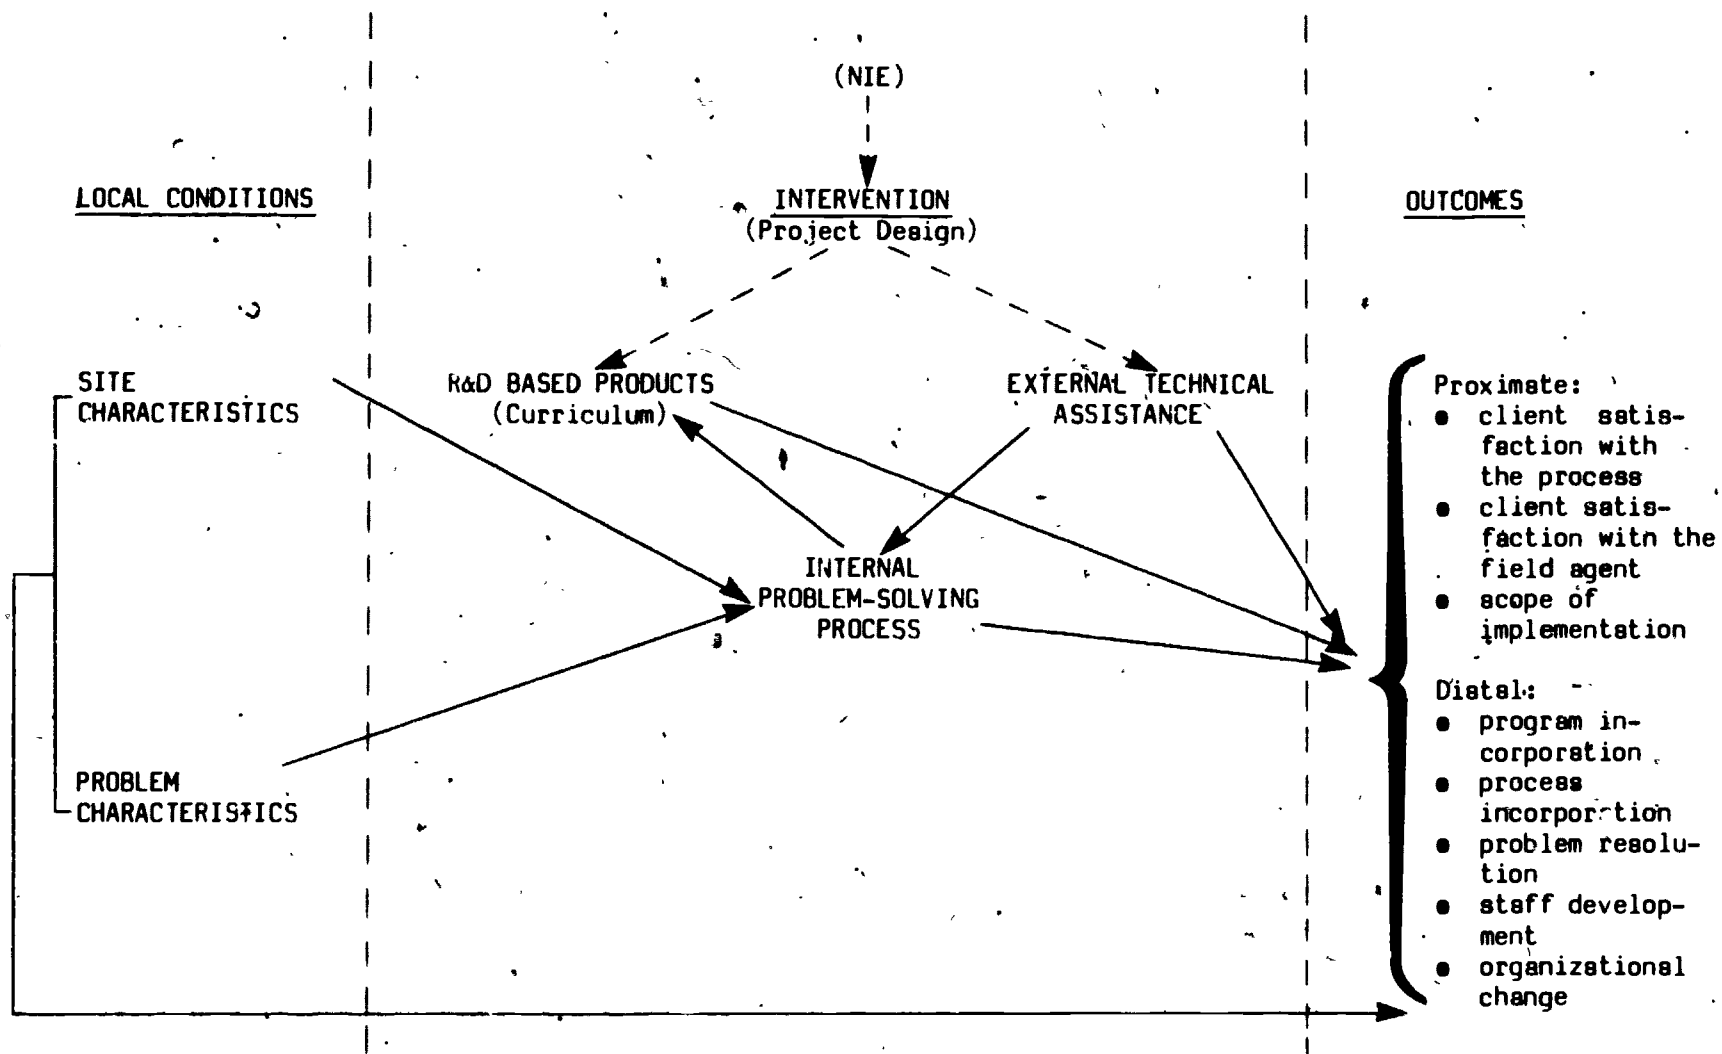 (NIE)
LOCAL CONDITIONS
INTERVENTION
(Project Design)
OUTCOMES
SITE
CHARACTERISTICS
R&D BASED PRODUCTS
(Curriculum)
EXTERNAL TECHNICAL
ASSISTANCE
INTERNAL
PROBLEM-SOLVING
PROCESS
PROBLEM
CHARACTERISTICS
Proximate:
● client satis-
faction with
the process
● client satis-
faction with the
field agent
● scope of
implementation
Distal:
● program in-
corporation
● process
incorporation
● problem resolu-
tion
● staff develop-
ment
● organizational
change